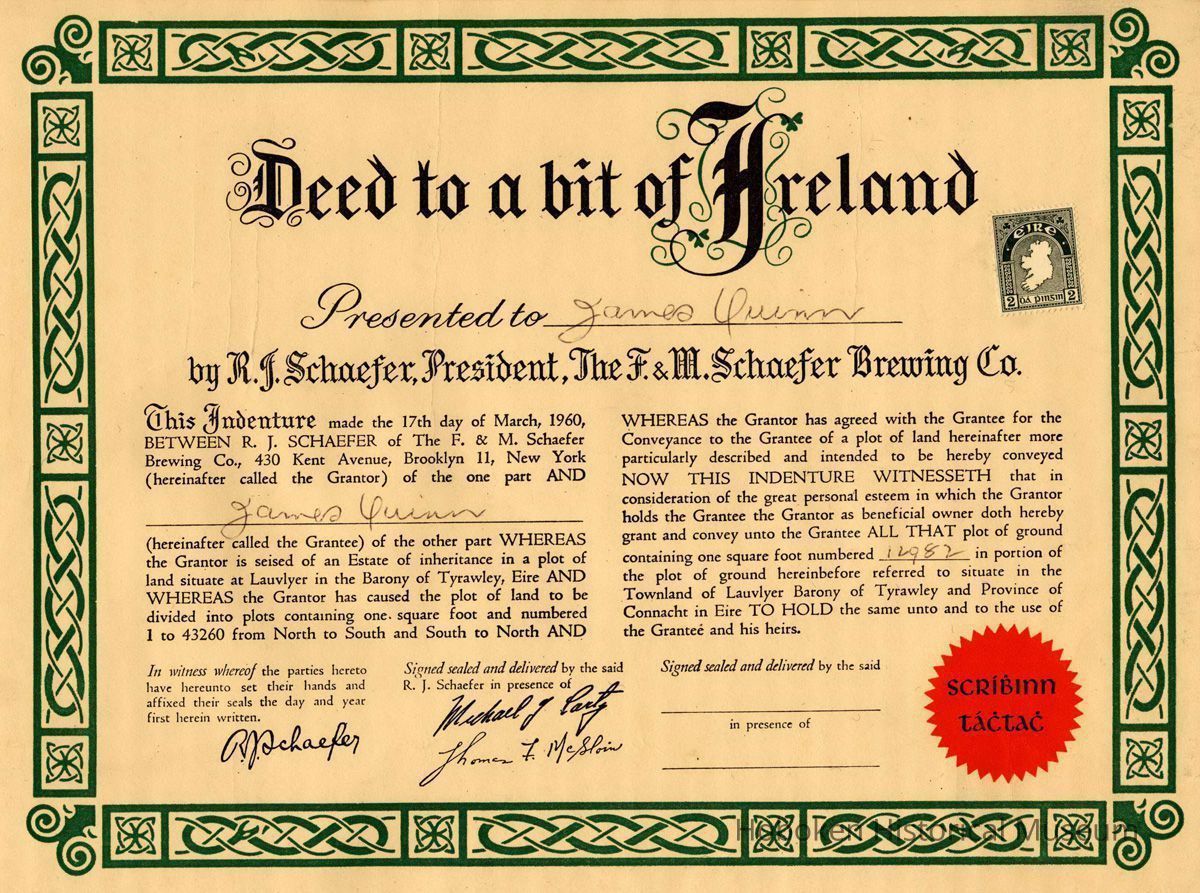 Deed to a bit of Ireland
EIRE
2 DÁ PINSIN 2
Presented to James Quinn
by R. J. Schaefer, President, The F. & M. Schaefer Brewing Co.
This Indenture made the 17th day of March, 1960,
BETWEEN R. J. SCHAEFER of The F. & M. Schaefer
Brewing Co., 430 Kent Avenue, Brooklyn 11, New York
(hereinafter called the Grantor) of the one part AND
James Quinn
(hereinafter called the Grantee) of the other part WHEREAS
the Grantor is seised of an Estate of inheritance in a plot of
land situate at Lauvlyer in the Barony of Tyrawley, Eire AND
WHEREAS the Grantor has caused the plot of land to be
divided into plots containing one square foot and numbered
1 to 43260 from North to South and South to North AND
WHEREAS the Grantor has agreed with the Grantee for the
Conveyance to the Grantee of a plot of land hereinafter more
particularly described and intended to be hereby conveyed
NOW THIS INDENTURE WITNESSETH that in
consideration of the great personal esteem in which the Grantor
holds the Grantee the Grantor as beneficial owner doth hereby
grant and convey unto the Grantee ALL THAT plot of ground
containing one square foot numbered 12982 in portion of
the plot of ground hereinbefore referred to situate in the
Townland of Lauvlyer Barony of Tyrawley and Province of
Connacht in Eire TO HOLD the same unto and to the use of
the Grantee and his heirs.
In witness whereof the parties hereto
have hereunto set their hands and
affixed their seals the day and year
first herein written.
R.J. Schaefer
Signed sealed and delivered by the said
R. J. Schaefer in presence of
Michael J Carty
Thomas F. McGloin
Signed sealed and delivered by the said
in presence of
SCRÍḂINN
TÁĊTAĊ
Hoboken Historical Museum